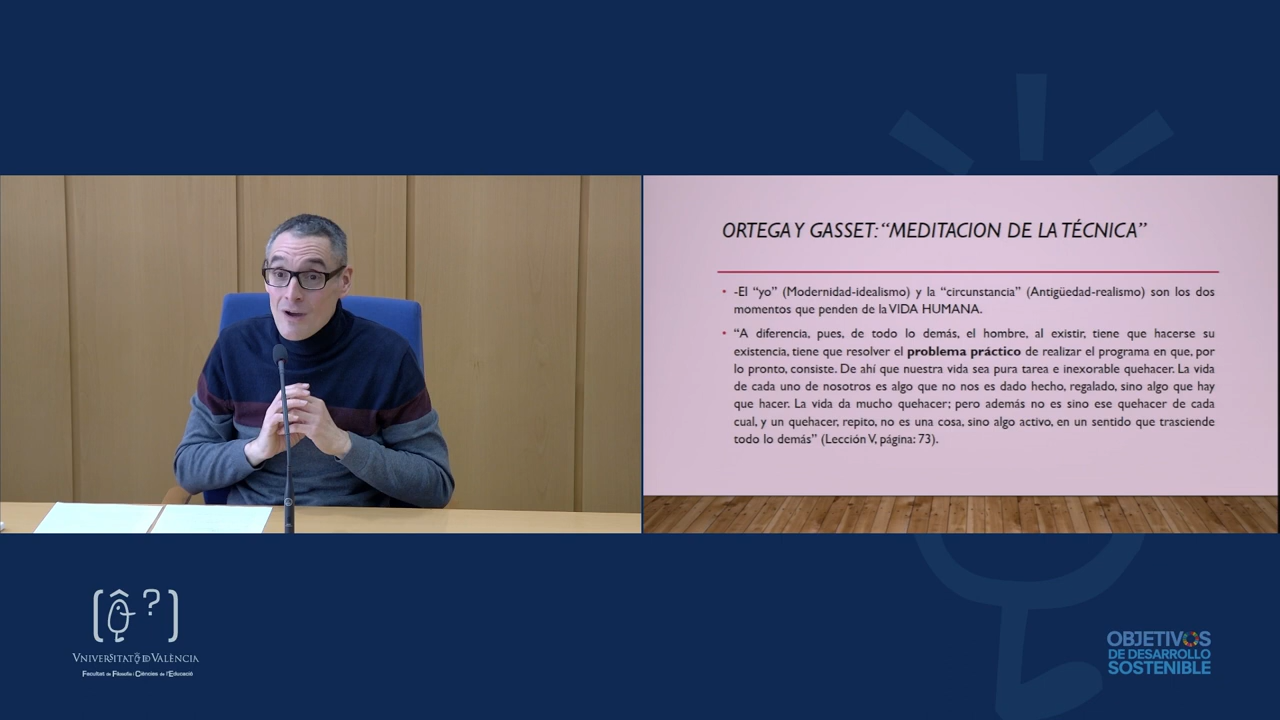 ORTEGA Y GASSET: “MEDITACION DE LA TÉCNICA”
• -El “yo” (Modernidad-idealismo) y la “circunstancia” (Antigüedad-realismo) son los dos
momentos que penden de la VIDA HUMANA.
• “A diferencia, pues, de todo lo demás, el hombre, al existir, tiene que hacerse su
existencia, tiene que resolver el problema práctico de realizar el programa en que, por
lo pronto, consiste. De ahí que nuestra vida sea pura tarea e inexorable quehacer. La vida
de cada uno de nosotros es algo que no nos es dado hecho, regalado, sino algo que hay
que hacer. La vida da mucho quehacer; pero además no es sino ese quehacer de cada
cual, y un quehacer, repito, no es una cosa, sino algo activo, en un sentido que trasciende
todo lo demás” (Lección V, página: 73).
[ô ?]
VNIVERSITAT ID VALÈNCIA
Facultat de Filosofia i Ciències de l'Educació
OBJETIVOS
DE DESARROLLO
SOSTENIBLE